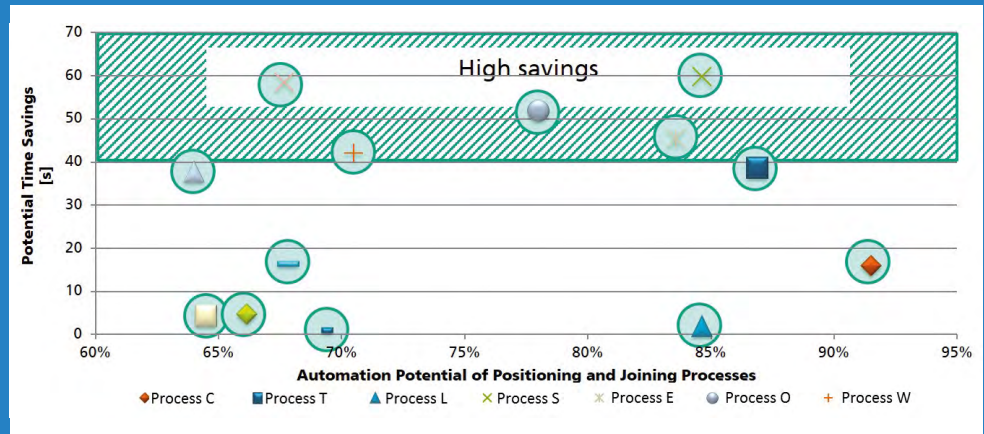 70
60
50
40
30
20
10
0
High savings
Potential Time Savings
[s]
60% 65% 70% 75% 80% 85% 90% 95%
Automation Potential of Positioning and Joining Processes
Process C Process T Process L Process S Process E Process O Process W